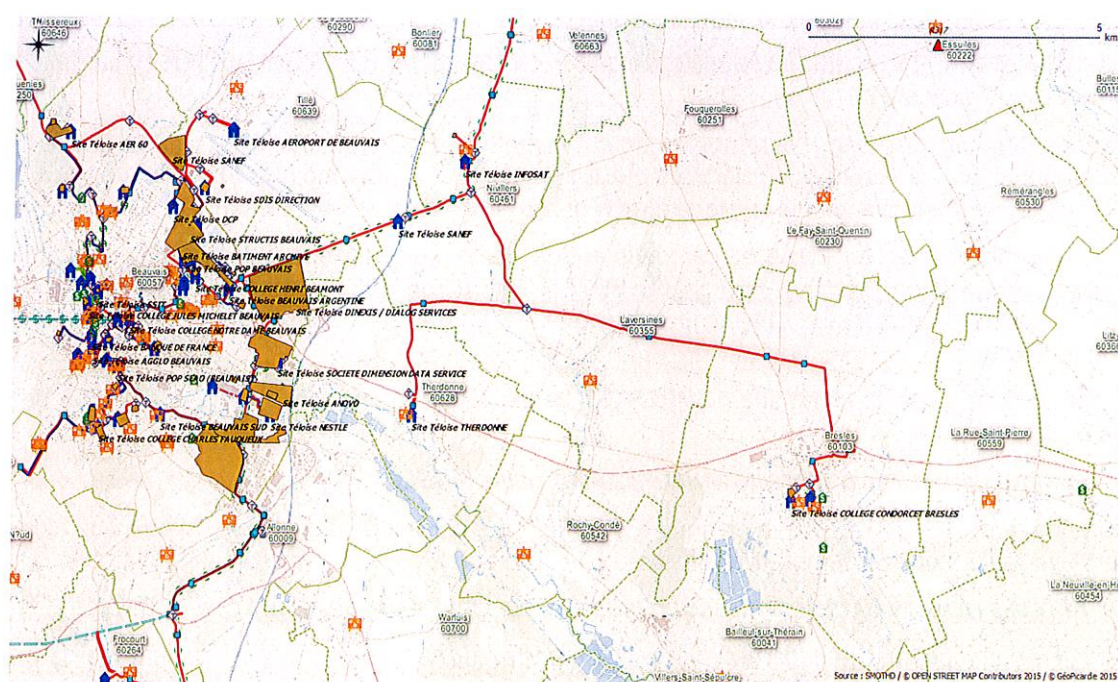 60646
60290
Bonlier
60081
Velennes
60663
60302
0
5
km
Essuiles
60222
60115
250
Tillé
60639
Fouquerolles
60251
Site Téloise AER 60
Site Téloise AEROPORT DE BEAUVAIS
Site Téloise SANEF
Site Téloise INFOSAT
Site Téloise SDIS DIRECTION
Nivillers
60461
Rémérangles
60530
Site Téloise DCP
Site Téloise SANEF
Le Fay-Saint-Quentin
60230
Site Téloise STRUCTIS BEAUVAIS
Site Téloise BATIMENT ARCHIVE
Site Téloise POP BEAUVAIS
Beauvais
60057
Site Téloise COLLEGE HENRI BEAMONT
Site Téloise BEAUVAIS ARGENTINE
Site Téloise DINEXIS / DIALOG SERVICES
Site Téloise COLLEGE JULES MICHELET BEAUVAIS
Laversines
60355
Site Téloise COLLEGE NOTRE DAME BEAUVAIS
Site Téloise BANQUE DE FRANCE
Site Téloise AGGLO BEAUVAIS
Site Téloise SOCIETE DIMENSION DATA SERVICE
Therdonne
60628
Site Téloise ANOVO
Site Téloise THERDONNE
Site Téloise BEAUVAIS SUD
Site Téloise NESTLE
Site Téloise COLLEGE CHARLES FAUQUEUX
Bresles
60103
La Rue-Saint-Pierre
60559
Site Téloise COLLEGE CONDORCET BRESLES
Allonne
60009
Rochy-Condé
60542
60454
Warluis
60700
Bailleul-sur-Thérain
60041
Frocourt
60264
Villers-Saint-Sépulcre
Source : SMOTHD / © OPEN STREET MAP Contributors 2015 / © GéoPicardie 2013